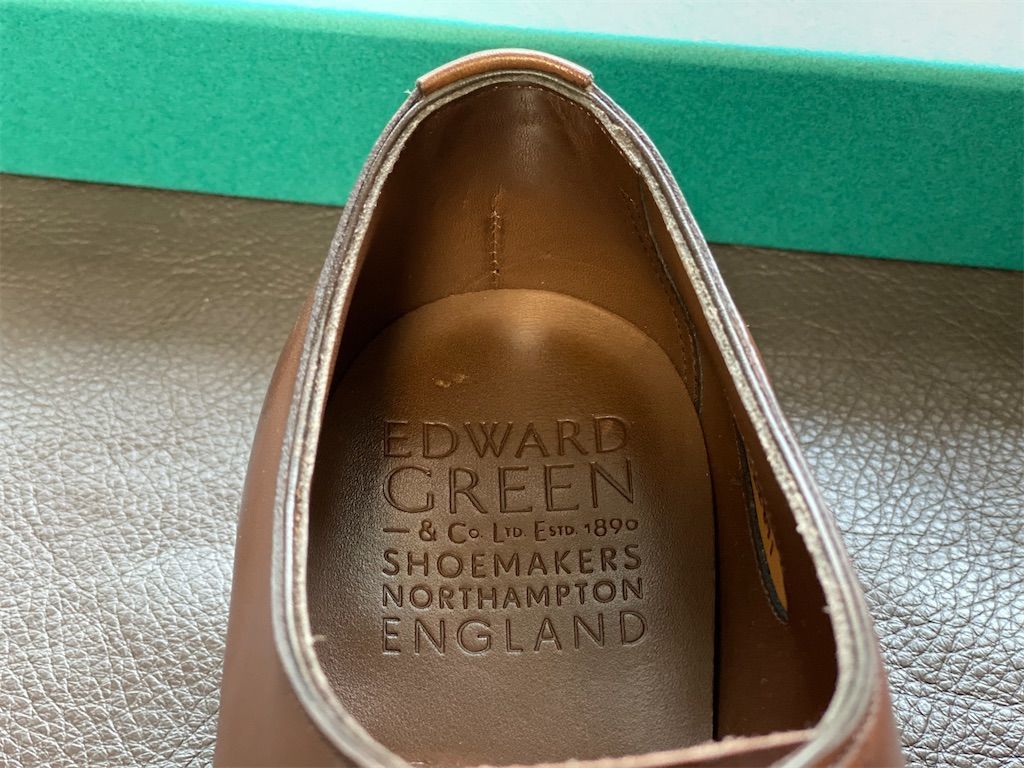 EDWARD
GREEN
— & Co. LTD. ESTD. 1890
SHOEMAKERS
NORTHAMPTON
ENGLAND